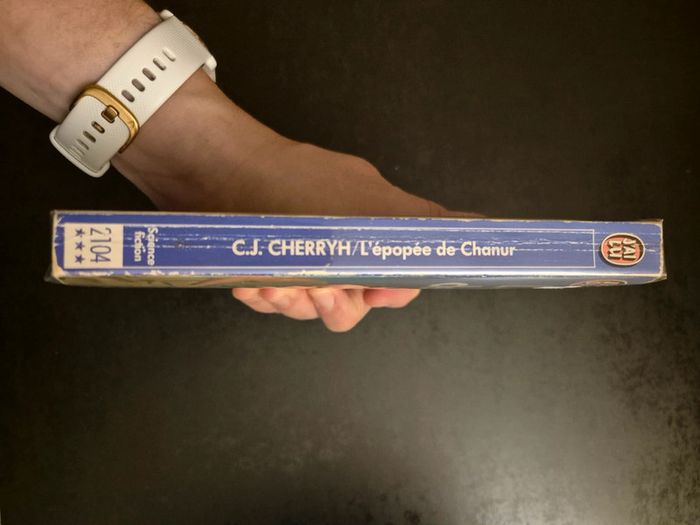 2104
★★★
Science
fiction
C.J. CHERRYH/L'épopée de Chanur
J'AI
LU